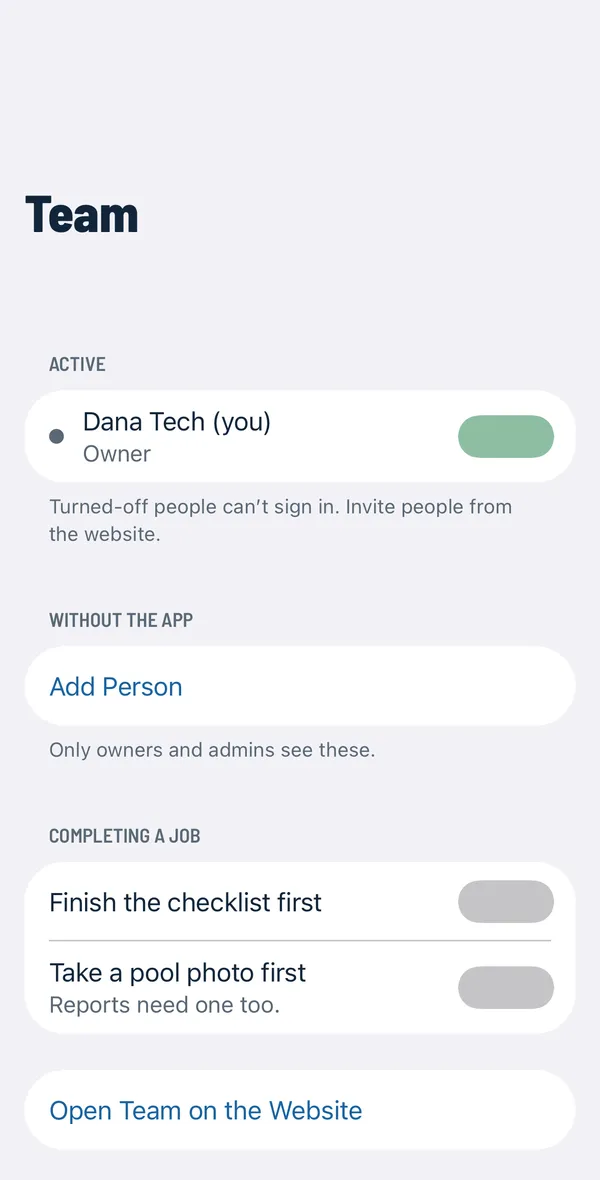 Team
ACTIVE
Dana Tech (you)
Owner
Turned-off people can’t sign in. Invite people from
the website.
WITHOUT THE APP
Add Person
Only owners and admins see these.
COMPLETING A JOB
Finish the checklist first
Take a pool photo first
Reports need one too.
Open Team on the Website